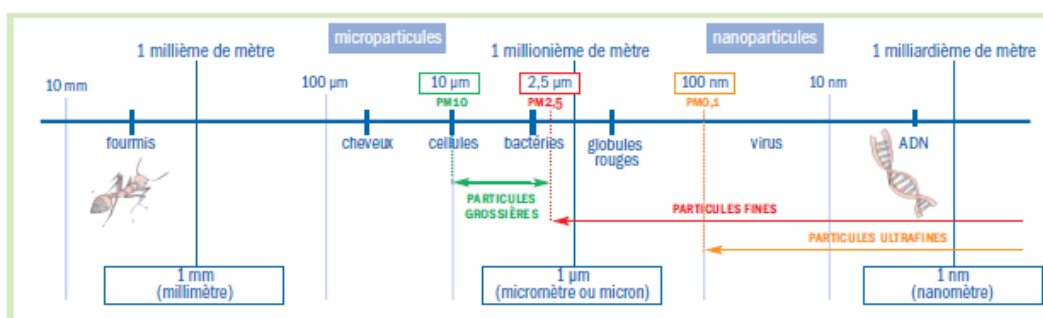 microparticules
nanoparticules
1 millième de mètre
1 millionième de mètre
1 milliardième de mètre
10 mm
100 µm
10 µm
2,5 µm
100 nm
10 nm
PM10
PM2,5
PM0,1
fourmis
cheveux
cellules
bactéries
globules
rouges
virus
ADN
PARTICULES
GROSSIÈRES
PARTICULES FINES
PARTICULES ULTRAFINES
1 mm
(millimètre)
1 µm
(micromètre ou micron)
1 nm
(nanomètre)